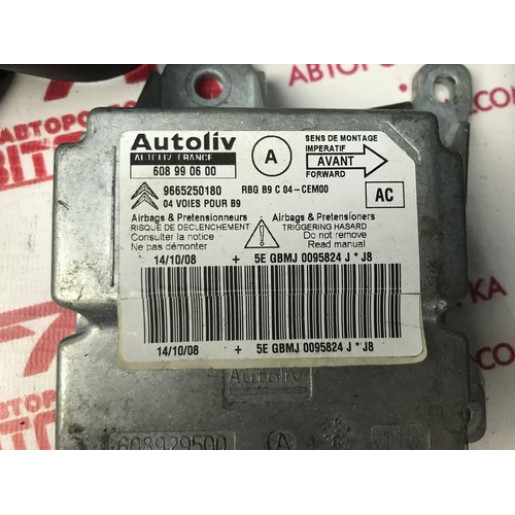 Autoliv
AUTOLIV FRANCE
608 99 06 00
A
SENS DE MONTAGE
IMPERATIF
AVANT
FORWARD
9665250180
RBG B9 C 04-CEM00
04 VOIES POUR B9
AC
Airbags & Pretensionneurs
RISQUE DE DECLENCHEMENT
Consulter la notice
Ne pas démonter
Airbags & Pretensioners
TRIGGERING HASARD
Do not remove
Read manual
14/10/08 + 5E GBMJ 0095824 J * J8
14/10/08 + 5E GBMJ 0095824 J * J8
Autoliv
608929500
A